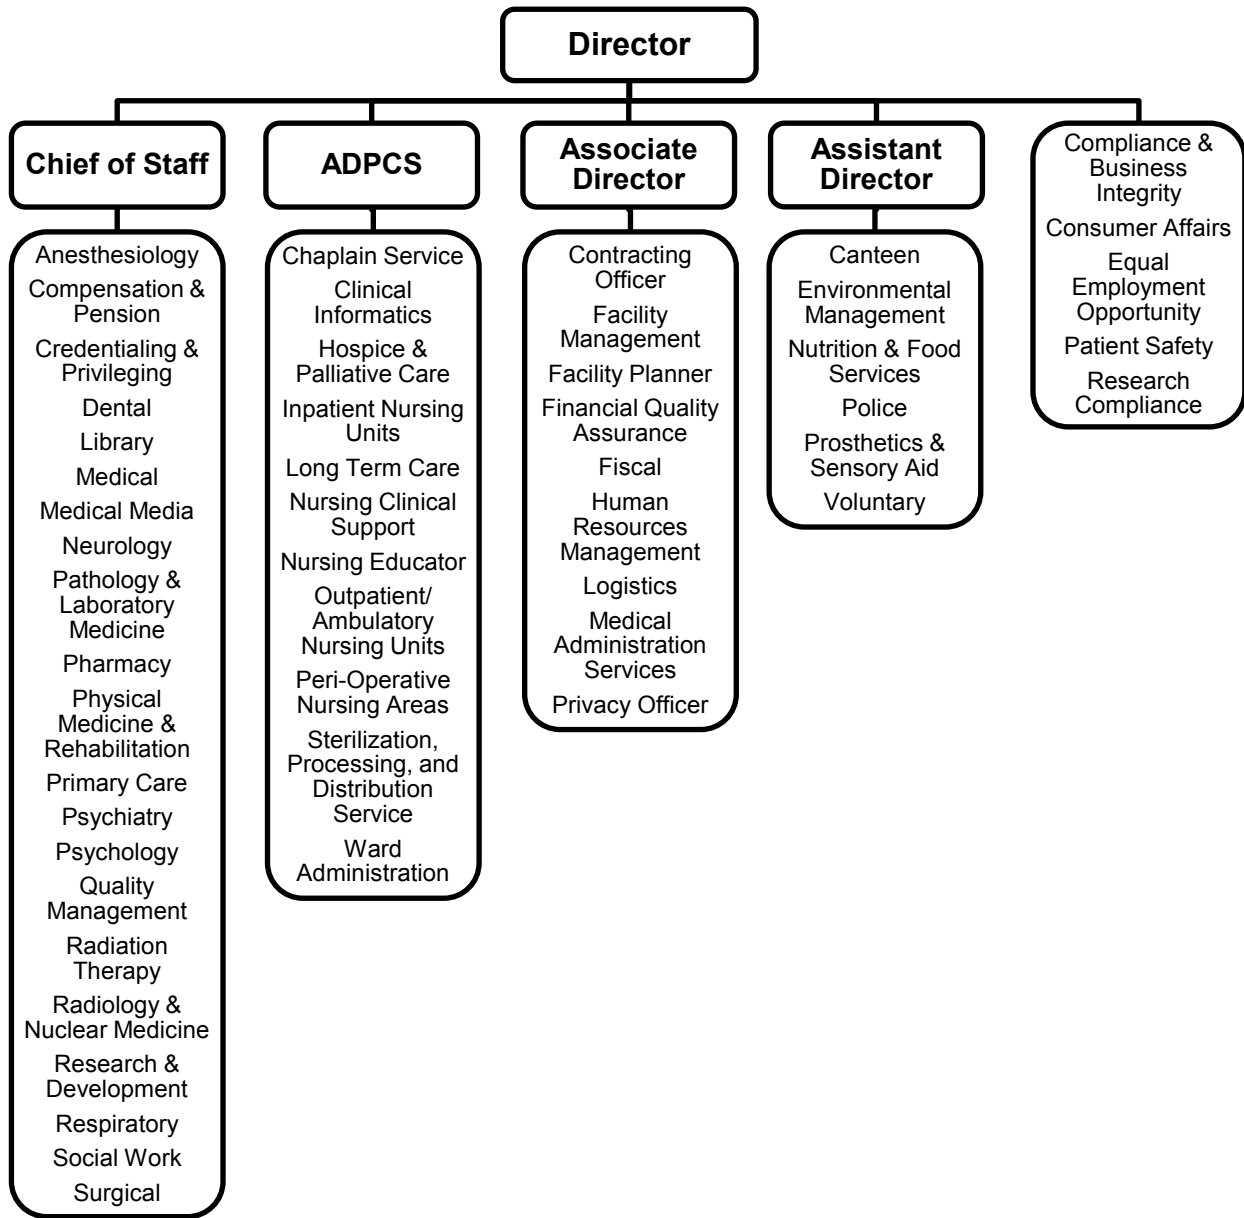 Director
Chief of Staff
Anesthesiology
Compensation &
Pension
Credentialing &
Privileging
Dental
Library
Medical
Medical Media
Neurology
Pathology &
Laboratory
Medicine
Pharmacy
Physical
Medicine &
Rehabilitation
Primary Care
Psychiatry
Psychology
Quality
Management
Radiation
Therapy
Radiology &
Nuclear Medicine
Research &
Development
Respiratory
Social Work
Surgical
ADPCS
Chaplain Service
Clinical
Informatics
Hospice &
Palliative Care
Inpatient Nursing
Units
Long Term Care
Nursing Clinical
Support
Nursing Educator
Outpatient/
Ambulatory
Nursing Units
Peri-Operative
Nursing Areas
Sterilization,
Processing, and
Distribution
Service
Ward
Administration
Associate
Director
Contracting
Officer
Facility
Management
Facility Planner
Financial Quality
Assurance
Fiscal
Human
Resources
Management
Logistics
Medical
Administration
Services
Privacy Officer
Assistant
Director
Canteen
Environmental
Management
Nutrition & Food
Services
Police
Prosthetics &
Sensory Aid
Voluntary
Compliance &
Business
Integrity
Consumer Affairs
Equal
Employment
Opportunity
Patient Safety
Research
Compliance